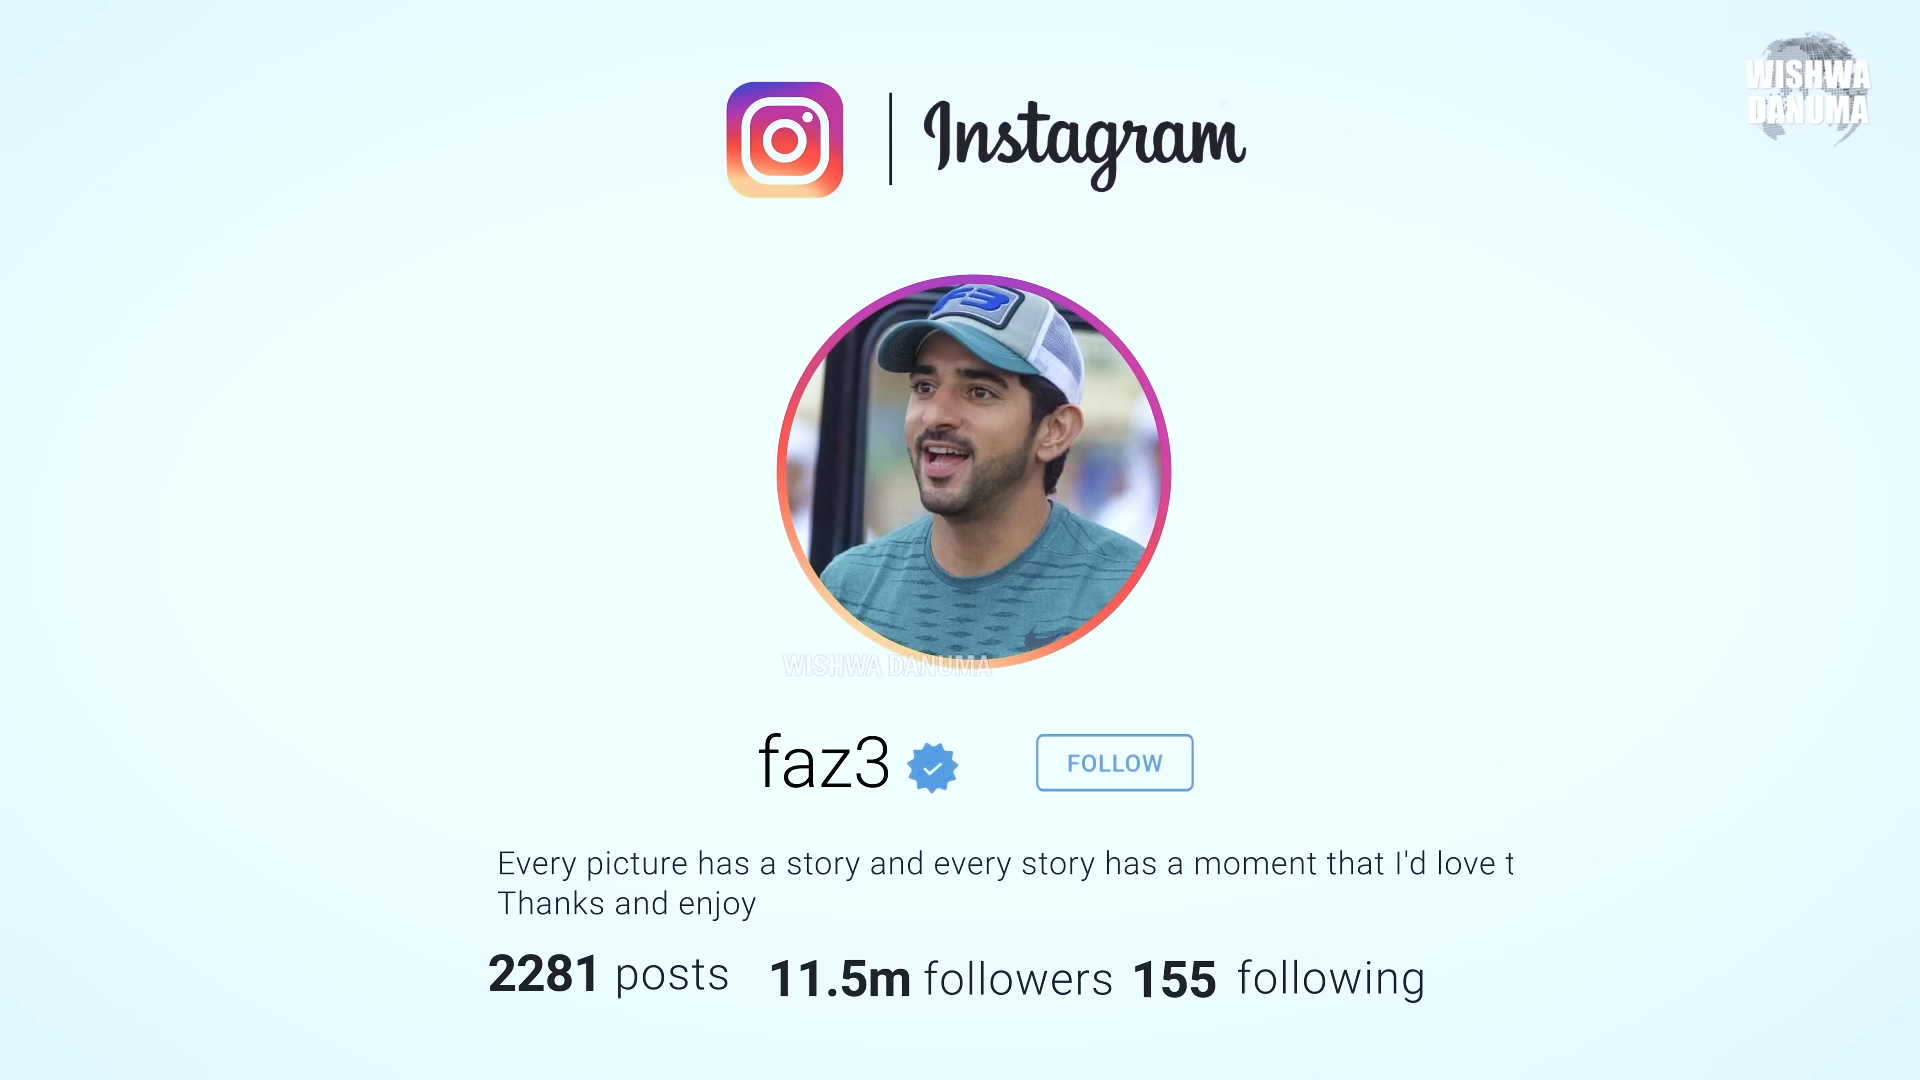 WISHWA
DANUMA
Instagram
F3
WISHWA DANUMA
faz3
FOLLOW
Every picture has a story and every story has a moment that I'd love t
Thanks and enjoy
2281 posts 11.5m followers 155 following